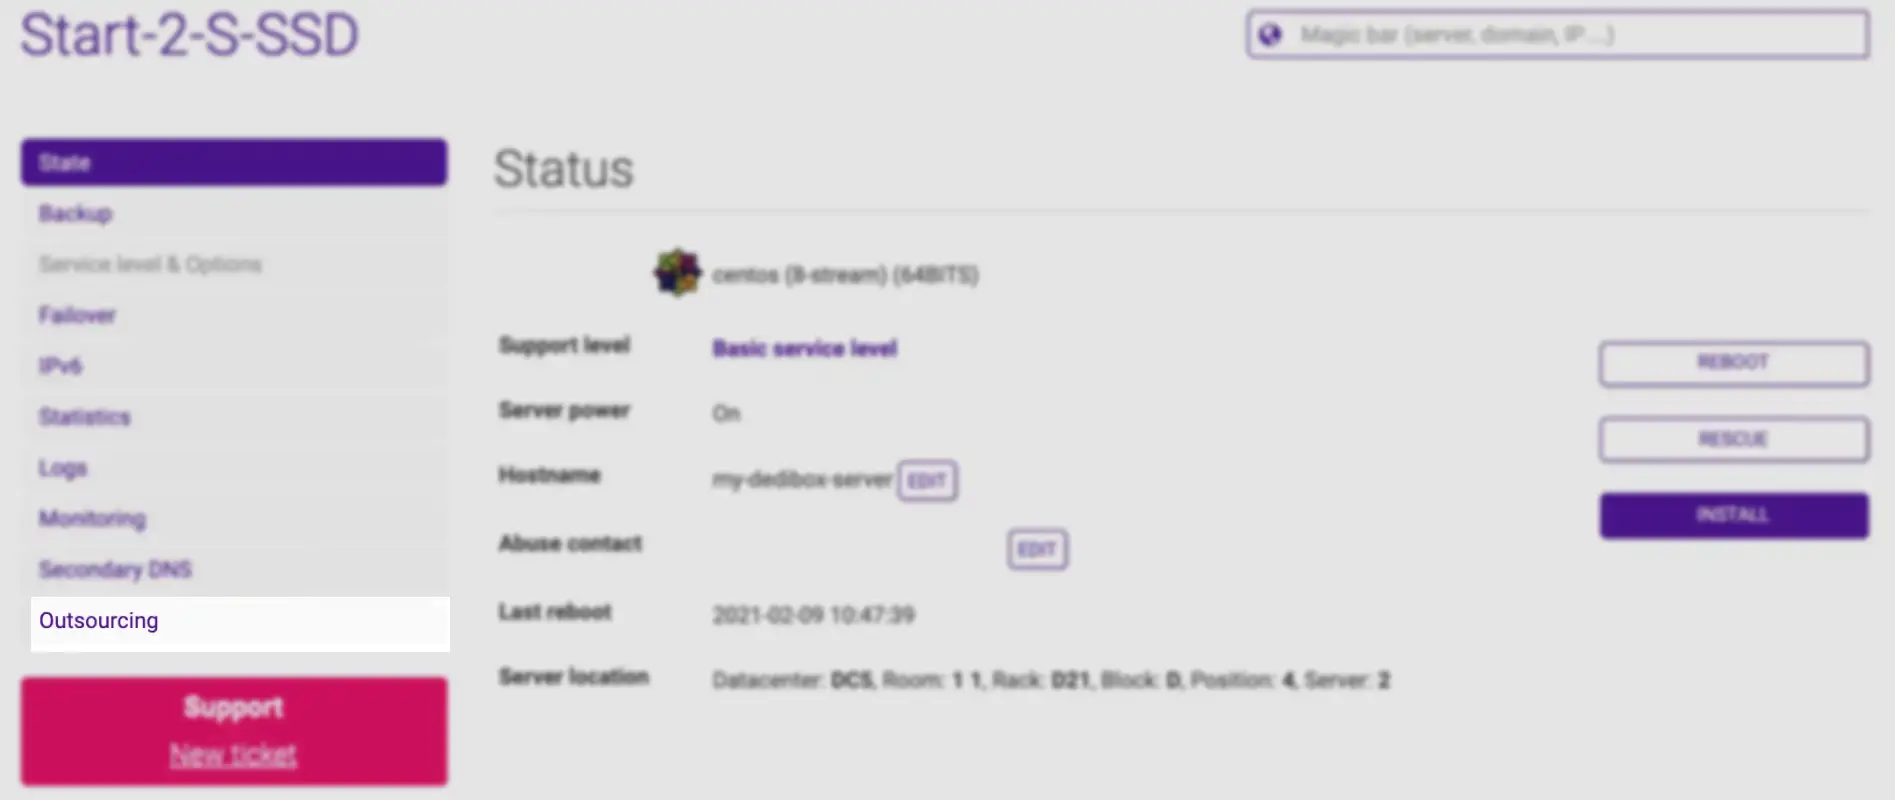 Start-2-S-SSD
Magic bar (server, domain, IP ...)
State
Backup
Service level & Options
Failover
IPv6
Statistics
Logs
Monitoring
Secondary DNS
Outsourcing
Support
New ticket
Status
centos (8-stream) (64BITS)
Support level Basic service level
Server power On
Hostname my-dedibox-server EDIT
Abuse contact EDIT
Last reboot 2021-02-09 10:47:39
Server location Datacenter: DC5, Room: 1 1, Rack: D21, Block: D, Position: 4, Server: 2
REBOOT
RESCUE
INSTALL